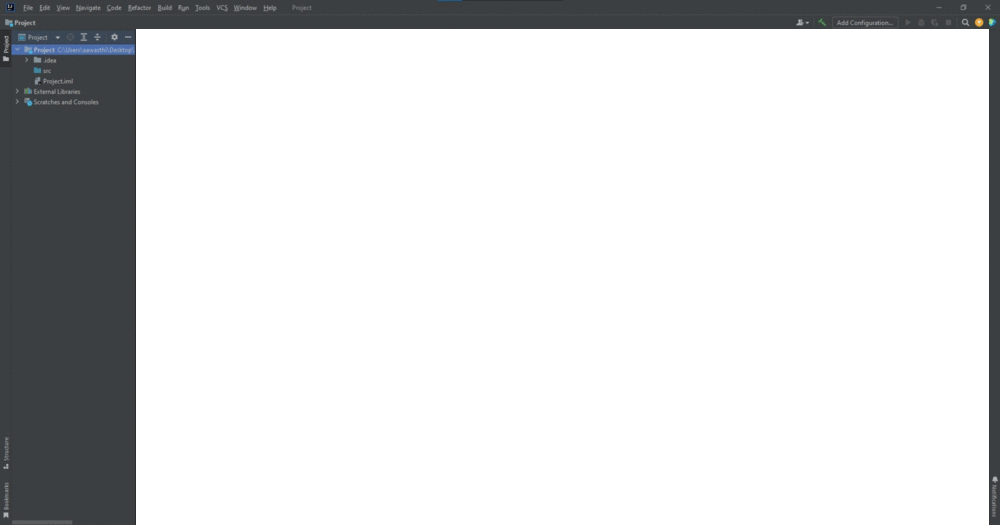 File Edit View Navigate Code Refactor Build Run Tools VCS Window Help Project
Project
Add Configuration...
Project
Project
Project C:\Users\aawarthi\Desktop\
.idea
src
Project.iml
External Libraries
Scratches and Consoles
Structure
Bookmarks
Notifications